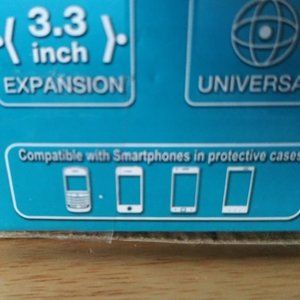 3.3
inch
EXPANSION
UNIVERSA
Compatible with Smartphones in protective cases